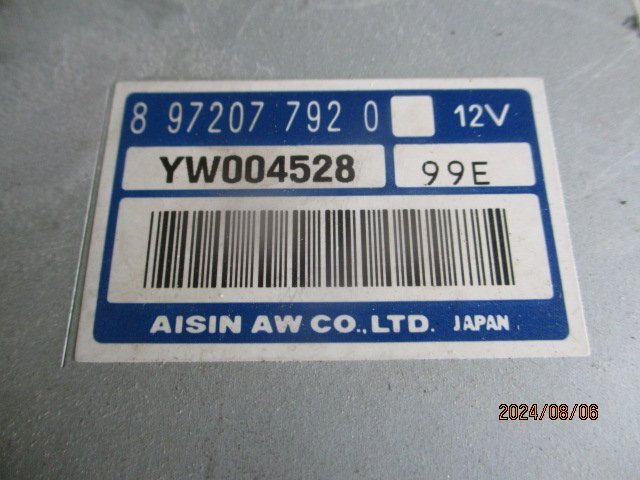 8 97207 792 0 12V
YW004528 99E
AISIN AW CO.,LTD. JAPAN
2024/08/06